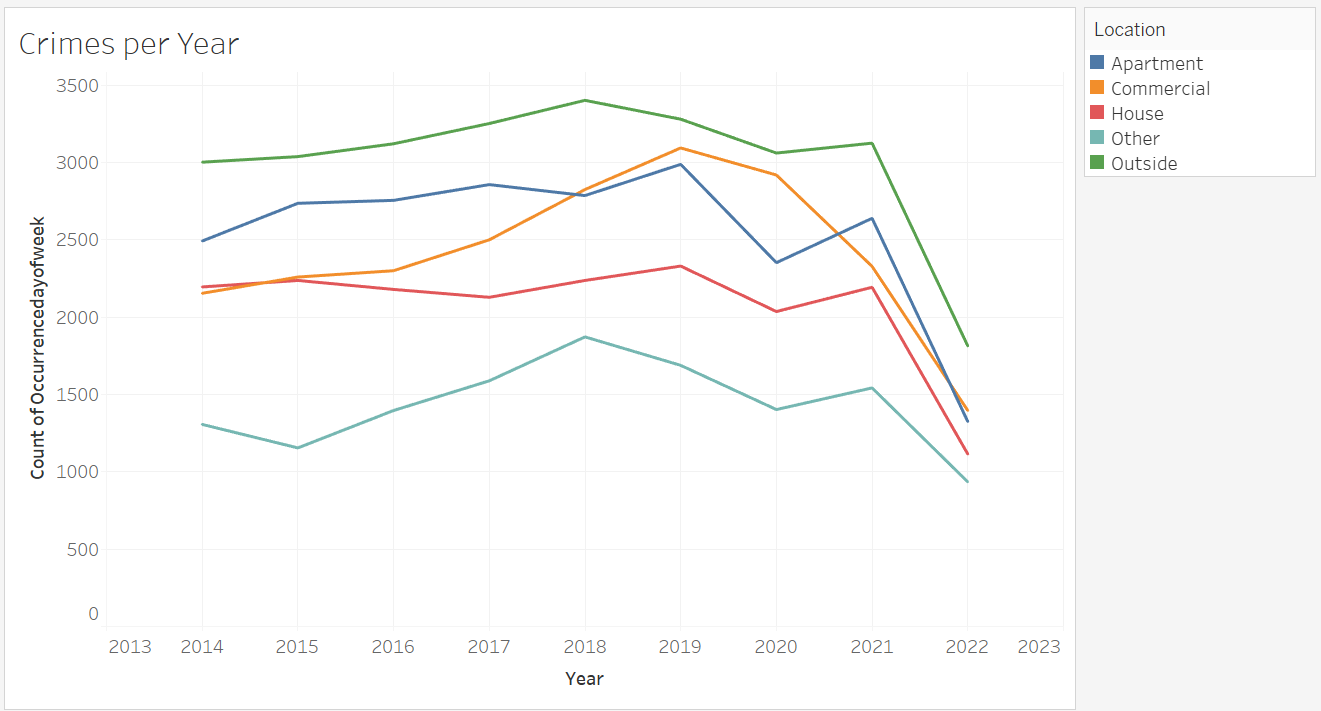 Crimes per Year
Location
Apartment
Commercial
House
Other
Outside
Count of Occurrencedayofweek
3500
3000
2500
2000
1500
1000
500
0
2013 2014 2015 2016 2017 2018 2019 2020 2021 2022 2023
Year